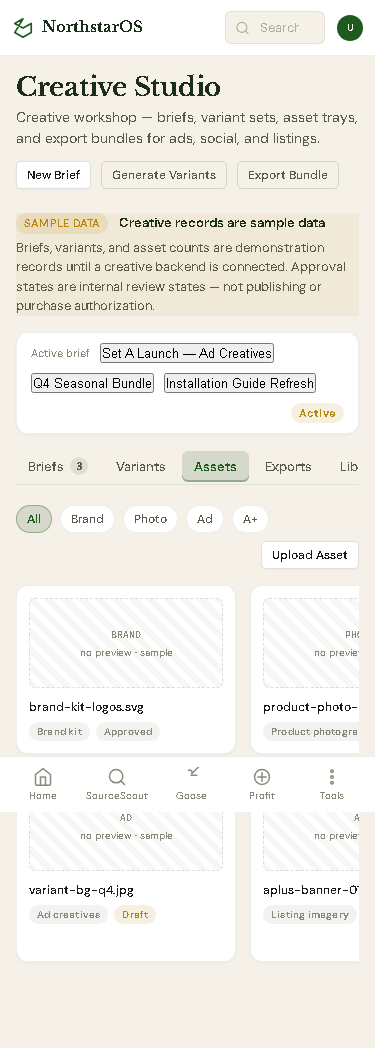 NorthstarOS
Search
U
Creative Studio
Creative workshop — briefs, variant sets, asset trays,
and export bundles for ads, social, and listings.
New Brief
Generate Variants
Export Bundle
SAMPLE DATA
Creative records are sample data
Briefs, variants, and asset counts are demonstration
records until a creative backend is connected. Approval
states are internal review states — not publishing or
purchase authorization.
Active brief
Set A Launch — Ad Creatives
Q4 Seasonal Bundle
Installation Guide Refresh
Active
Briefs 3
Variants
Assets
Exports
Lib
All
Brand
Photo
Ad
A+
Upload Asset
BRAND
no preview · sample
PHO
no previe
brand-kit-logos.svg
product-photo-
Brand kit
Approved
Product photogra
Home
SourceScout
Goose
Profit
Tools
AD
no preview · sample
A
no previe
variant-bg-q4.jpg
aplus-banner-01
Ad creatives
Draft
Listing imagery